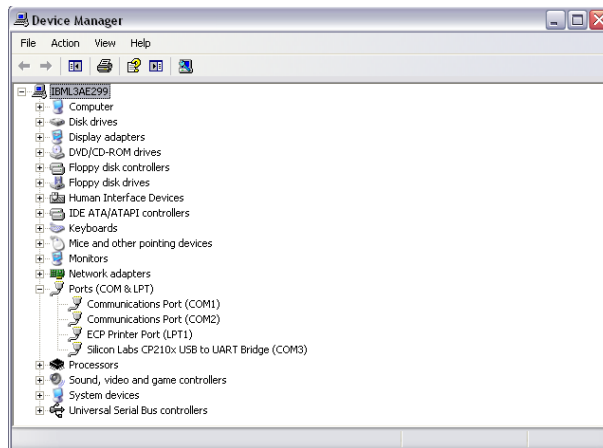 Device Manager
File Action View Help
IBML3AE299
Computer
Disk drives
Display adapters
DVD/CD-ROM drives
Floppy disk controllers
Floppy disk drives
Human Interface Devices
IDE ATA/ATAPI controllers
Keyboards
Mice and other pointing devices
Monitors
Network adapters
Ports (COM & LPT)
Communications Port (COM1)
Communications Port (COM2)
ECP Printer Port (LPT1)
Silicon Labs CP210x USB to UART Bridge (COM3)
Processors
Sound, video and game controllers
System devices
Universal Serial Bus controllers